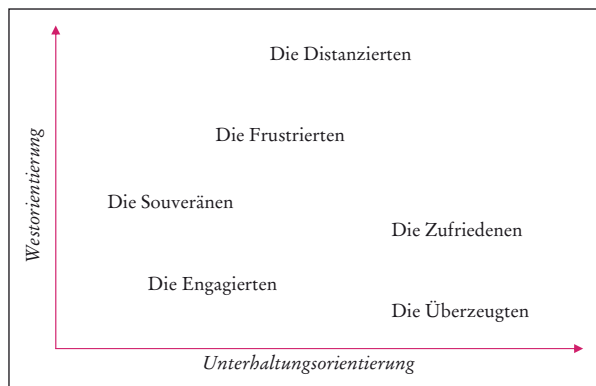 Die Distanzierten
Die Frustrierten
Die Souveränen
Die Zufriedenen
Die Engagierten
Die Überzeugten
Westorientierung
Unterhaltungsorientierung